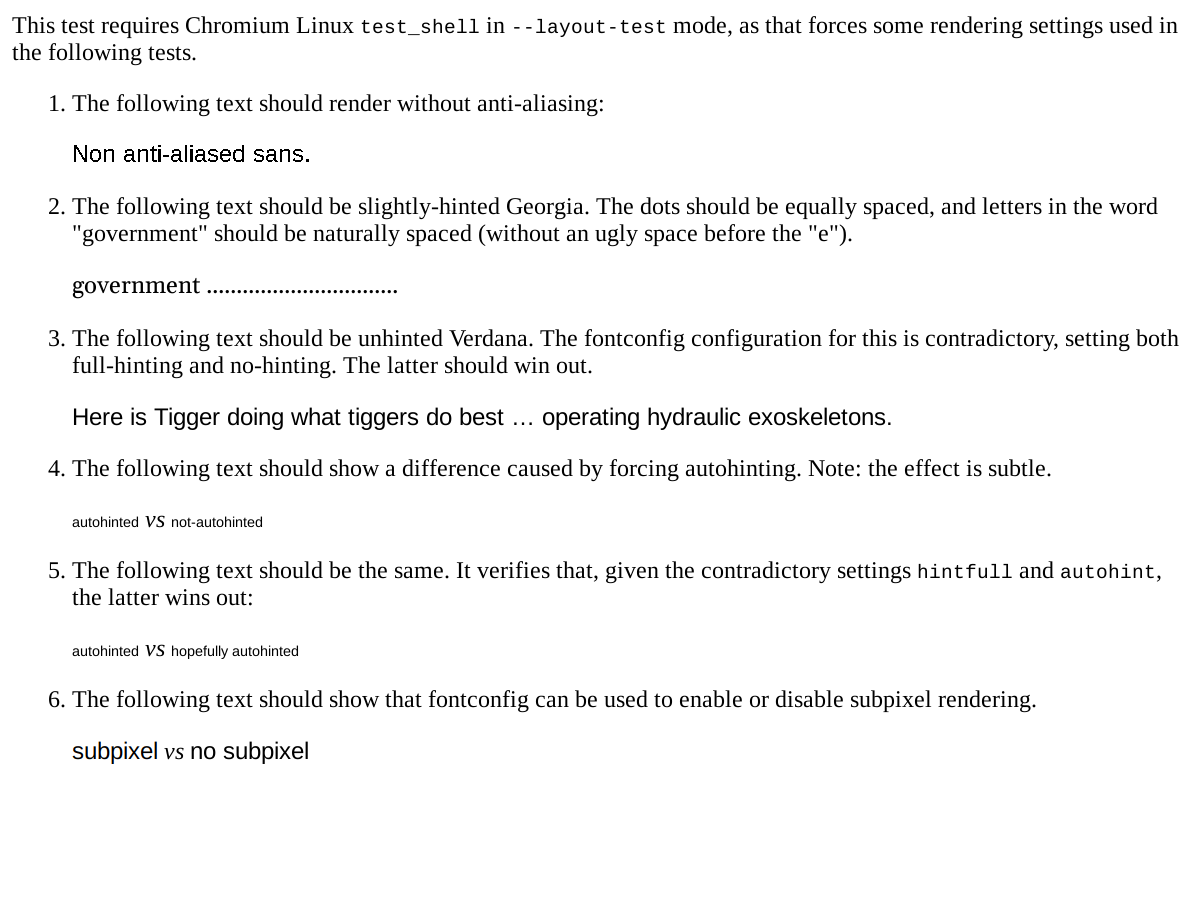 This test requires Chromium Linux test_shell in --layout-test mode, as that forces some rendering settings used in
the following tests.
1. The following text should render without anti-aliasing:
Non anti-aliased sans.
2. The following text should be slightly-hinted Georgia. The dots should be equally spaced, and letters in the word
"government" should be naturally spaced (without an ugly space before the "e").
government ................................
3. The following text should be unhinted Verdana. The fontconfig configuration for this is contradictory, setting both
full-hinting and no-hinting. The latter should win out.
Here is Tigger doing what tiggers do best … operating hydraulic exoskeletons.
4. The following text should show a difference caused by forcing autohinting. Note: the effect is subtle.
autohinted vs not-autohinted
5. The following text should be the same. It verifies that, given the contradictory settings hintfull and autohint,
the latter wins out:
autohinted vs hopefully autohinted
6. The following text should show that fontconfig can be used to enable or disable subpixel rendering.
subpixel vs no subpixel